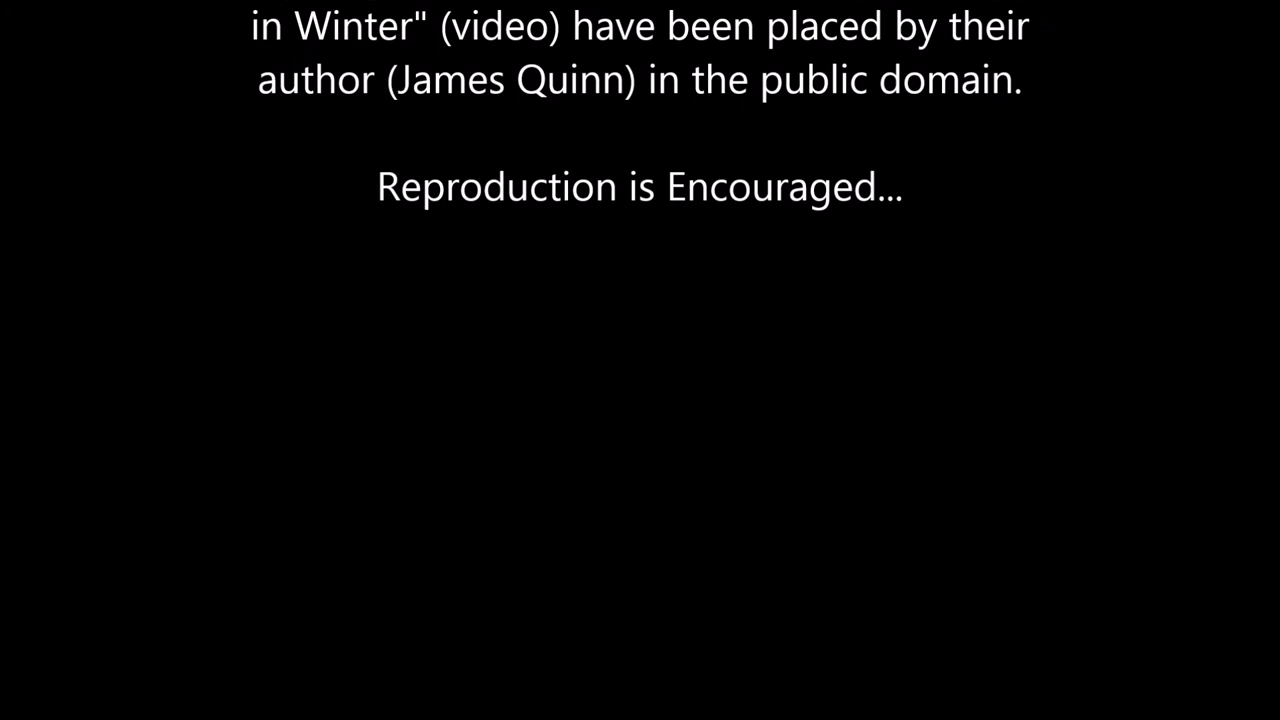 in Winter" (video) have been placed by their
author (James Quinn) in the public domain.
Reproduction is Encouraged...